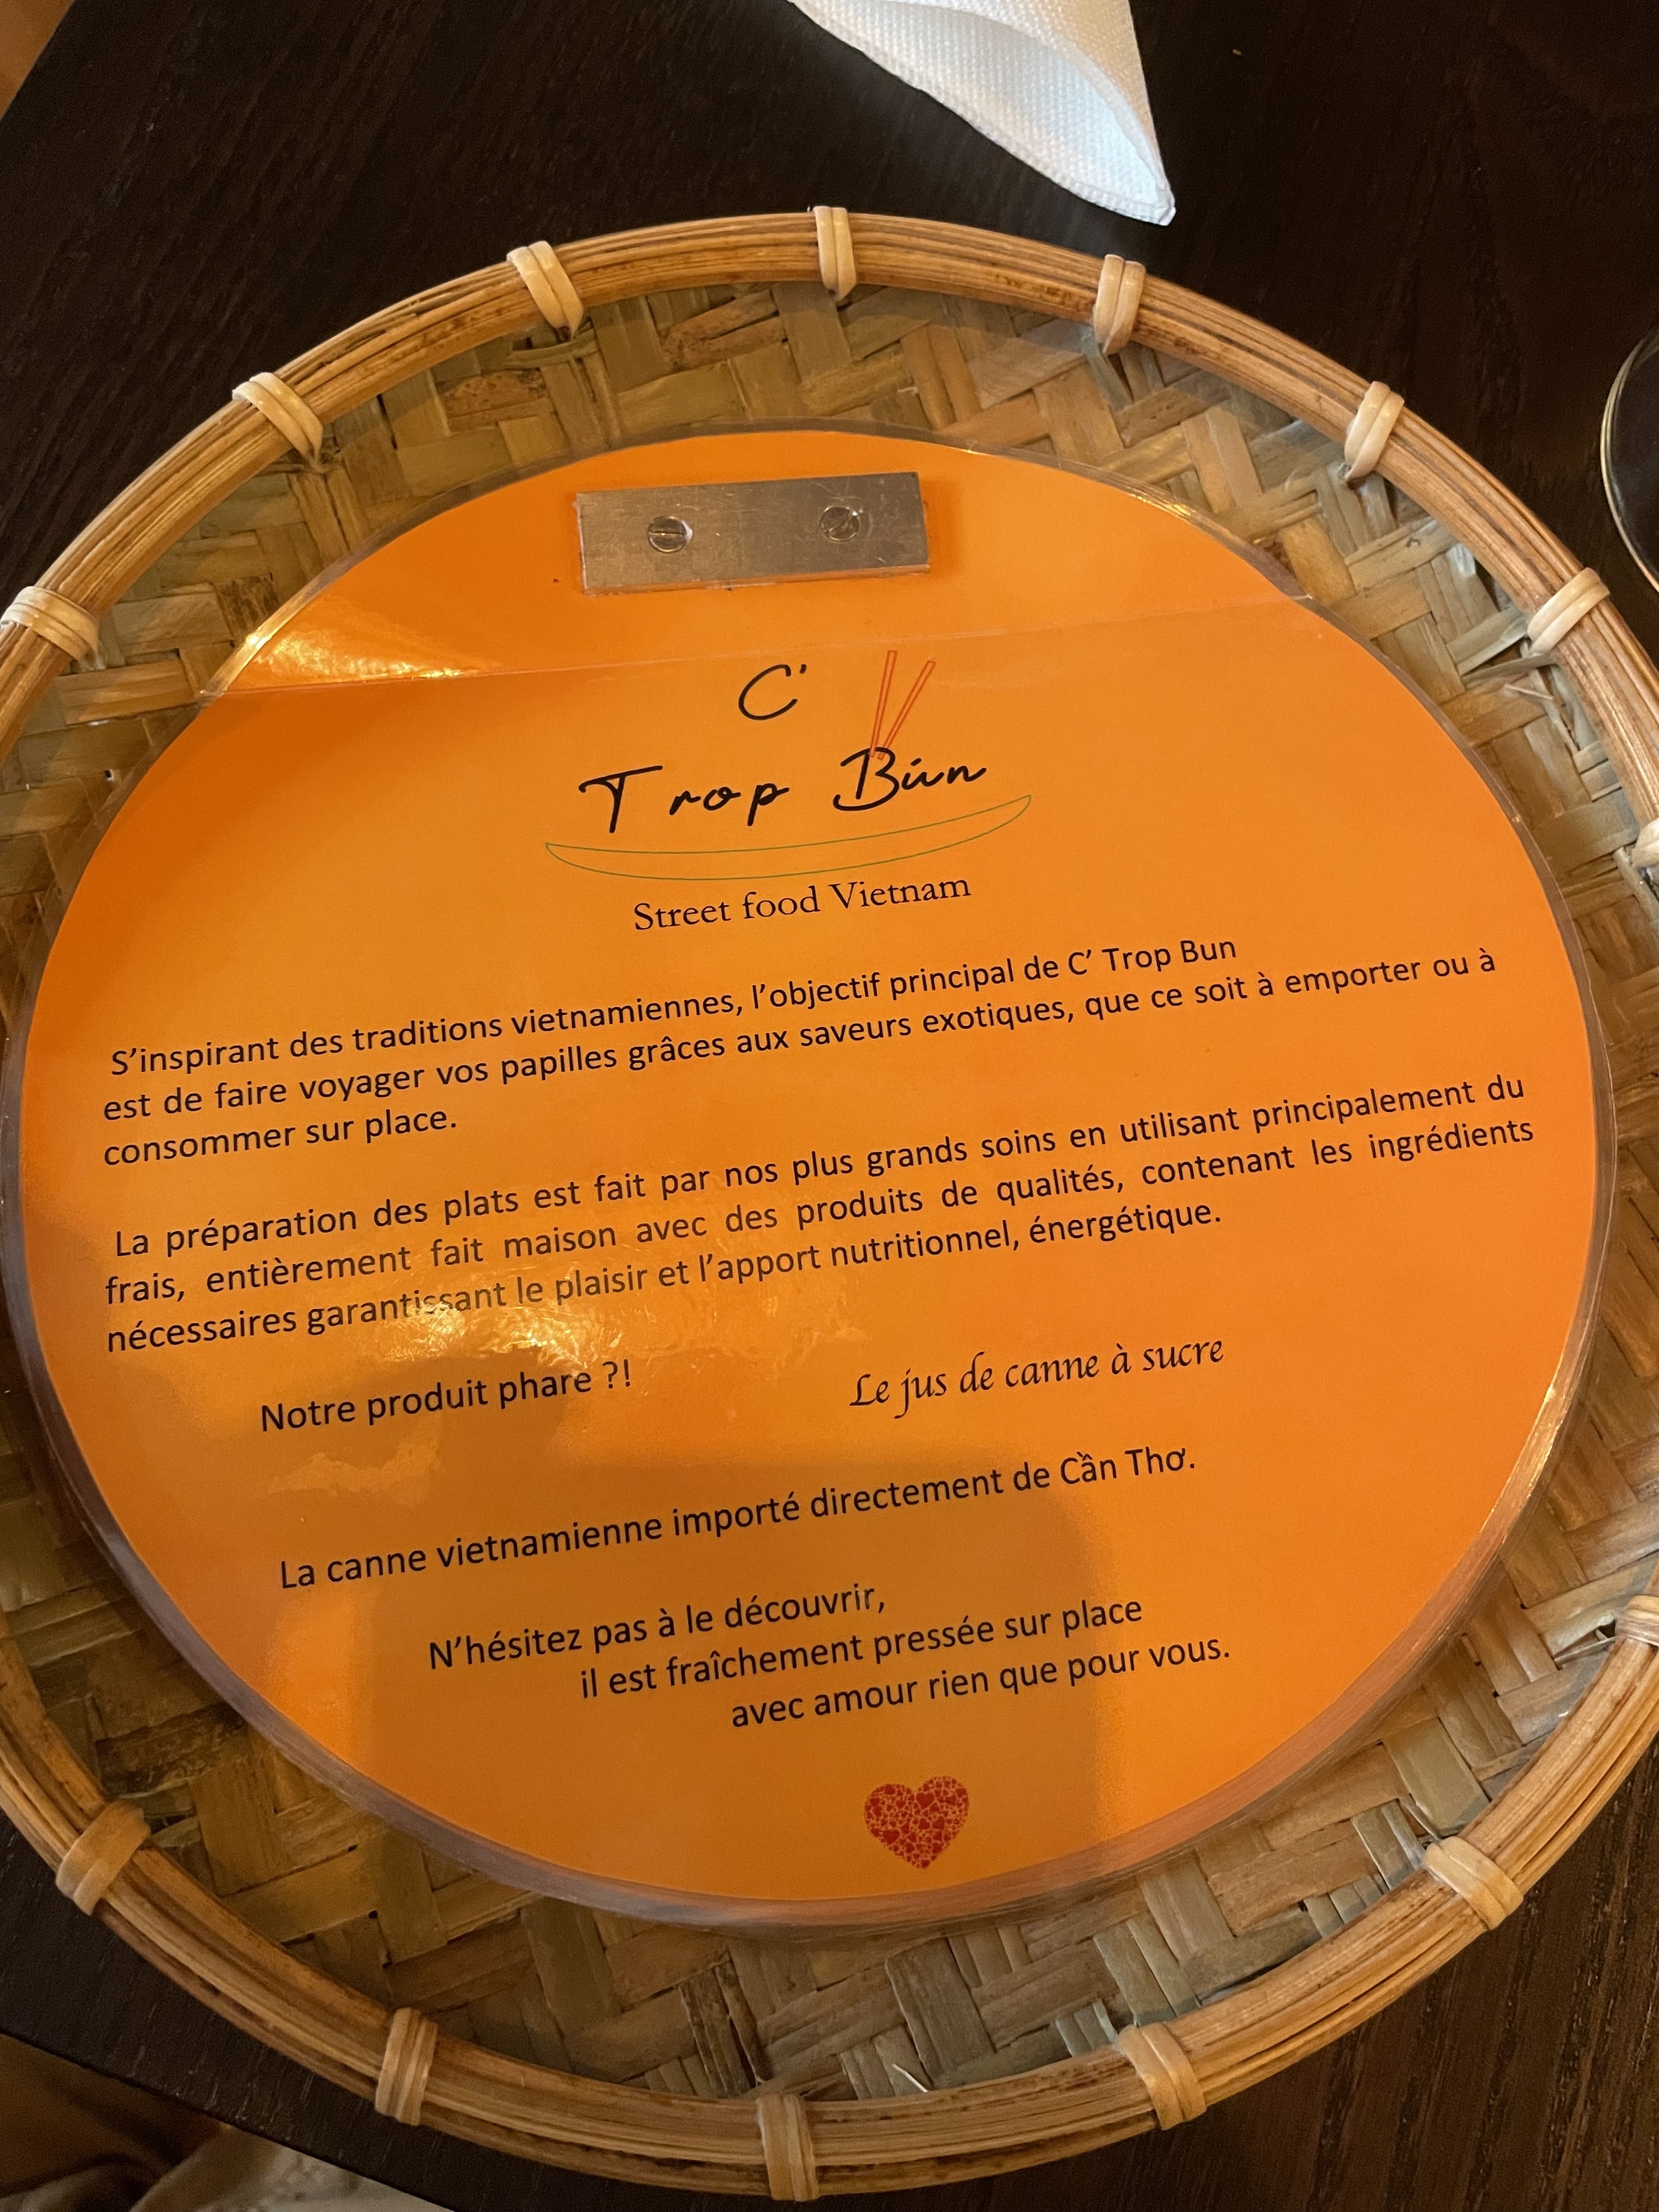 C'
Trop Bún
Street food Vietnam
S'inspirant des traditions vietnamiennes, l'objectif principal de C' Trop Bun
est de faire voyager vos papilles grâces aux saveurs exotiques, que ce soit à emporter ou à
consommer sur place.
La préparation des plats est fait par nos plus grands soins en utilisant principalement du
frais, entièrement fait maison avec des produits de qualités, contenant les ingrédients
nécessaires garantissant le plaisir et l'apport nutritionnel, énergétique.
Notre produit phare ?! Le jus de canne à sucre
La canne vietnamienne importé directement de Cần Thơ.
N'hésitez pas à le découvrir,
il est fraîchement pressée sur place
avec amour rien que pour vous.